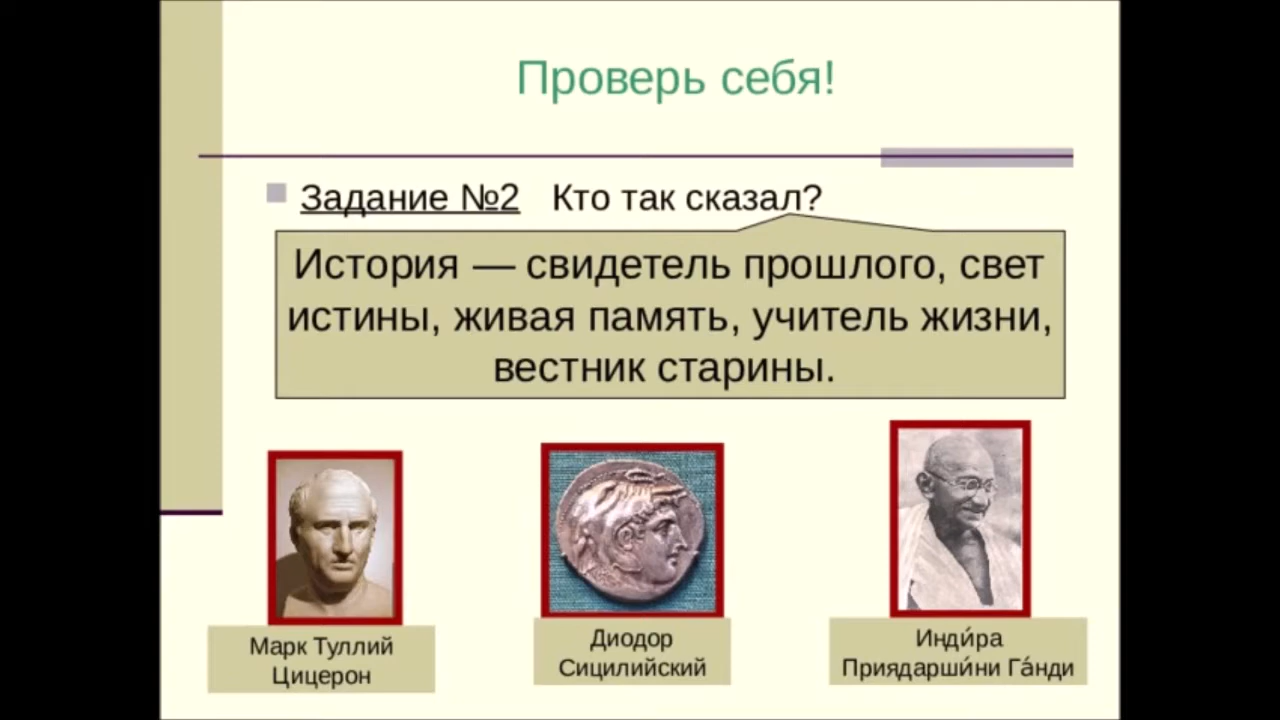 Проверь себя!
Задание №2 Кто так сказал?
История — свидетель прошлого, свет
истины, живая память, учитель жизни,
вестник старины.
Марк Туллий
Цицерон
Диодор
Сицилийский
Инди́ра
Приядарши́ни Га́нди